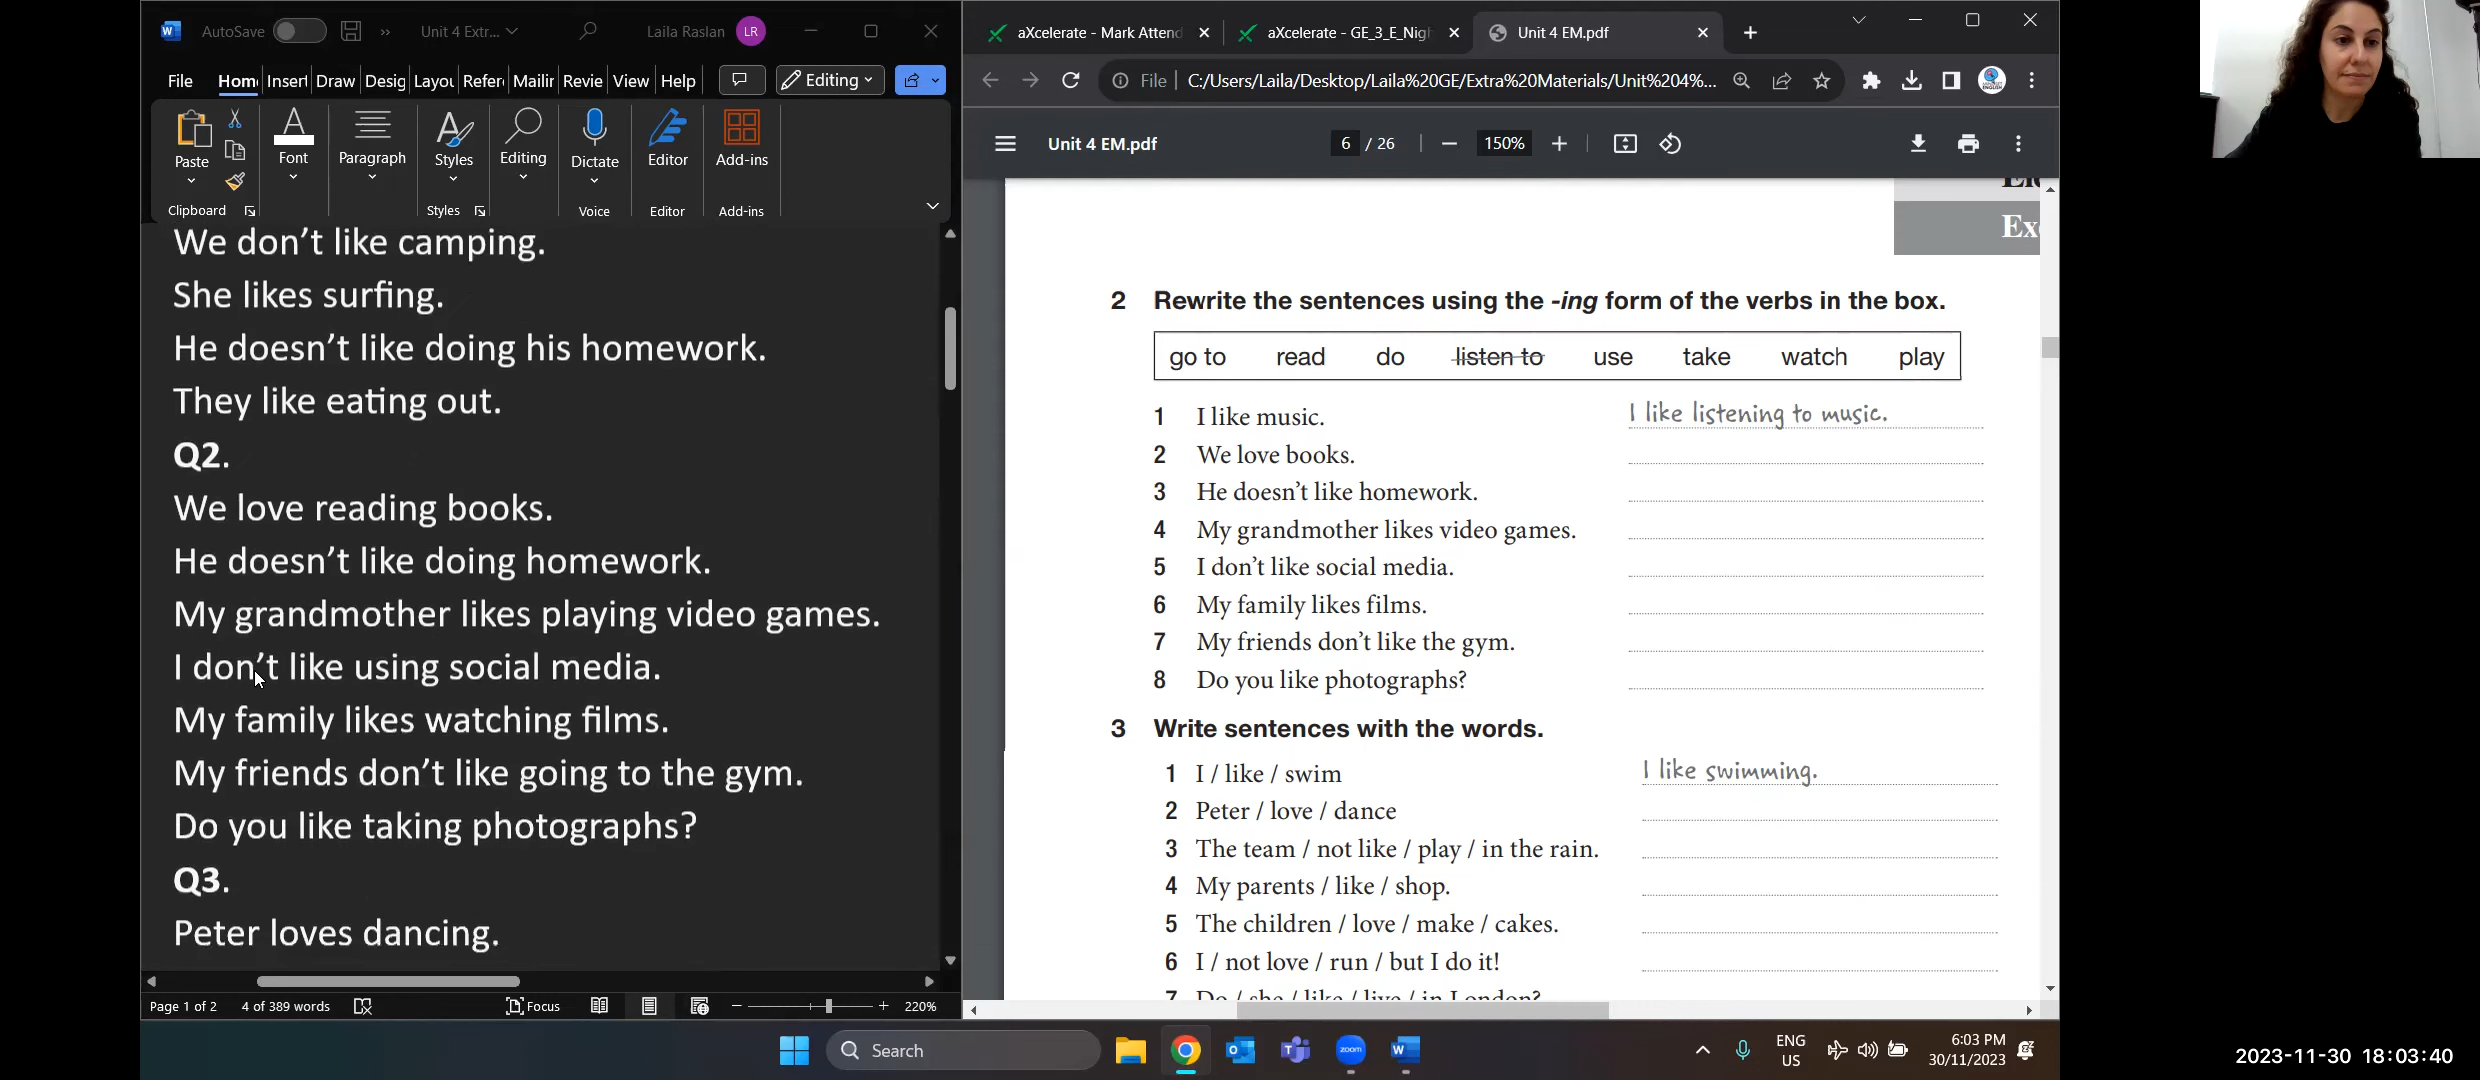 AutoSave
Unit 4 Extr...
Laila Raslan
LR
File Hom Insert Draw Desig Layou Refer Mailir Revie View Help Editing
Paste Font Paragraph Styles Editing Dictate Editor Add-ins
Clipboard Styles Voice Editor Add-ins
We don't like camping.
She likes surfing.
He doesn't like doing his homework.
They like eating out.
Q2.
We love reading books.
He doesn't like doing homework.
My grandmother likes playing video games.
I don't like using social media.
My family likes watching films.
My friends don't like going to the gym.
Do you like taking photographs?
Q3.
Peter loves dancing.
Page 1 of 2 4 of 389 words Focus 220%
aXcelerate - Mark Attend
aXcelerate - GE_3_E_Nig
Unit 4 EM.pdf
File C:/Users/Laila/Desktop/Laila%20GE/Extra%20Materials/Unit%204%...
Unit 4 EM.pdf 6 / 26 150%
Ex
2 Rewrite the sentences using the -ing form of the verbs in the box.
go to read do listen to use take watch play
1 I like music. I like listening to music.
2 We love books.
3 He doesn't like homework.
4 My grandmother likes video games.
5 I don't like social media.
6 My family likes films.
7 My friends don't like the gym.
8 Do you like photographs?
3 Write sentences with the words.
1 I / like / swim I like swimming.
2 Peter / love / dance
3 The team / not like / play / in the rain.
4 My parents / like / shop.
5 The children / love / make / cakes.
6 I / not love / run / but I do it!
7 Do / she / like / live / in London?
Search
zoom
ENG
US
6:03 PM
30/11/2023
2023-11-30 18:03:40